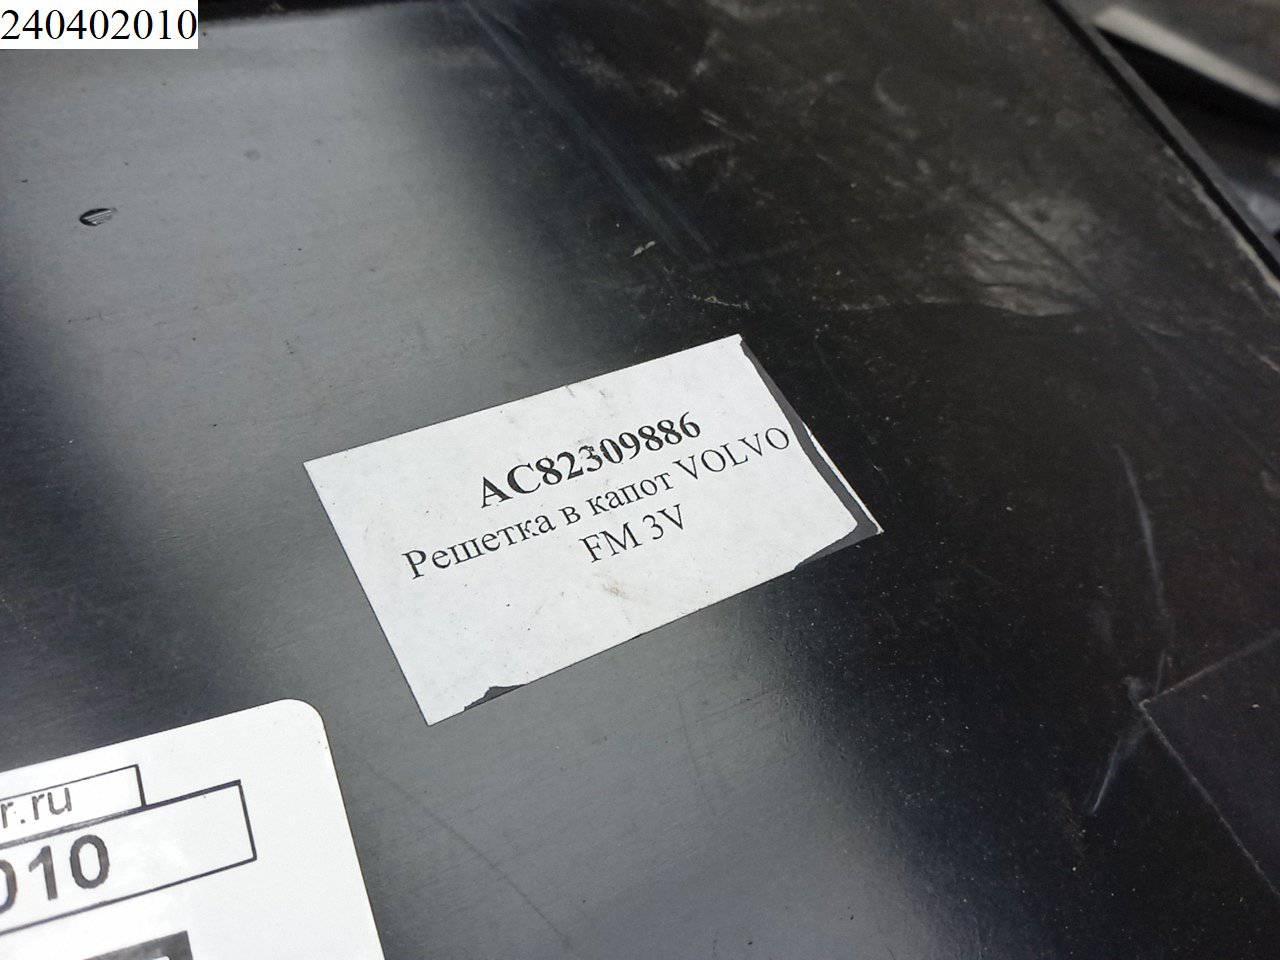 240402010
AC82309886
Решетка в капот VOLVO
FM 3V
r.ru
010